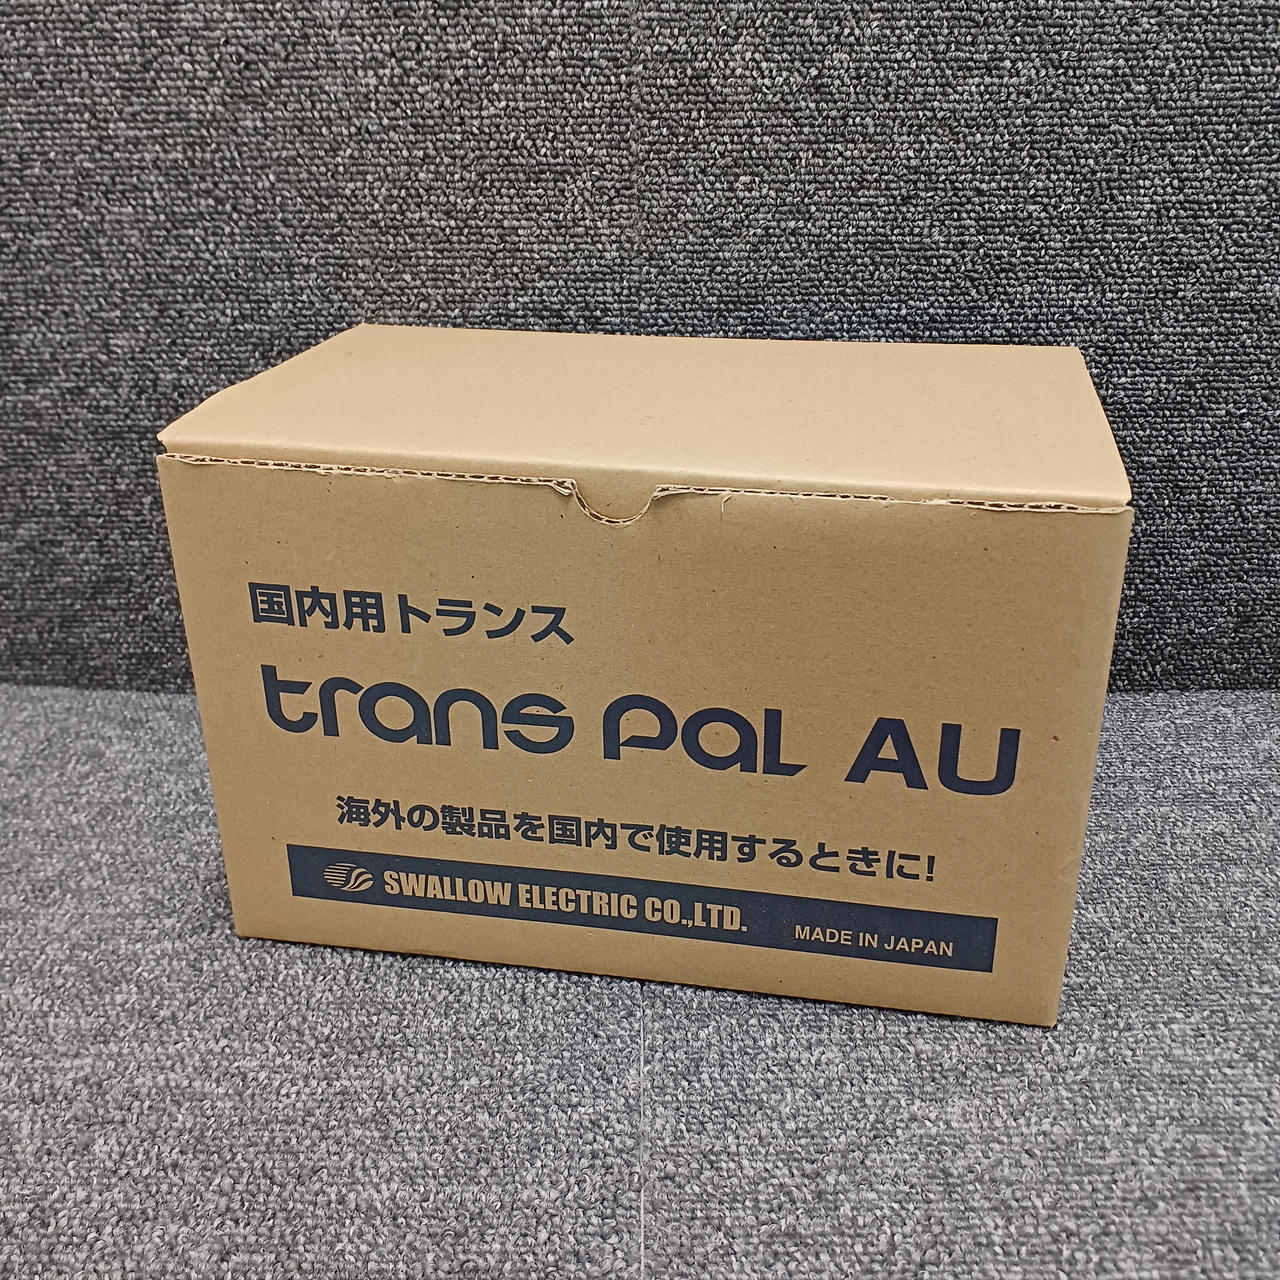 国内用トランス
trans pal AU
海外の製品を国内で使用するときに!
SWALLOW ELECTRIC CO.,LTD. MADE IN JAPAN